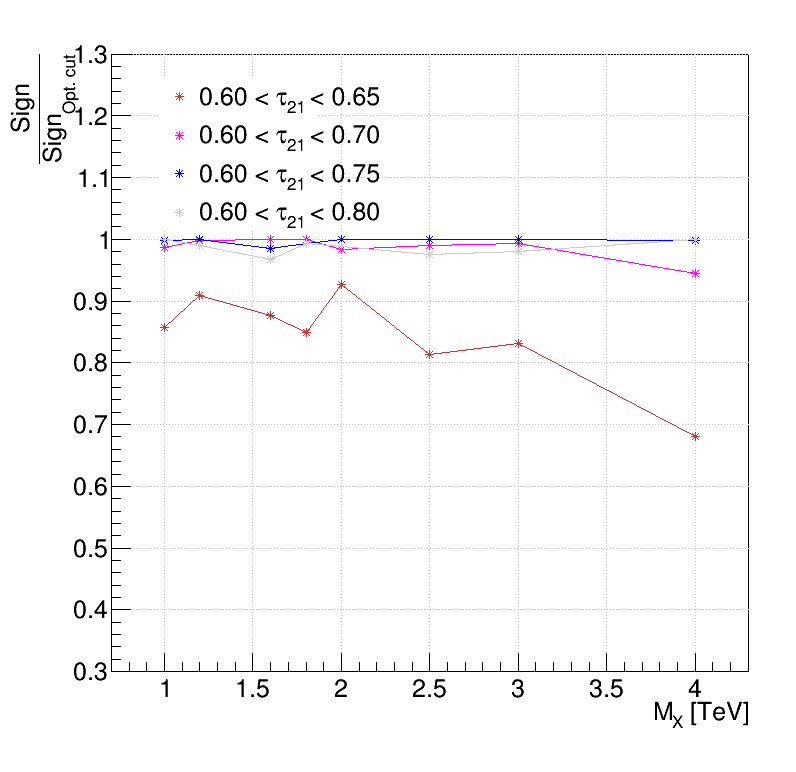 Sign
Sign_Opt. cut
1.3
1.2
1.1
1
0.9
0.8
0.7
0.6
0.5
0.4
0.3
0.60 < τ₂₁ < 0.65
0.60 < τ₂₁ < 0.70
0.60 < τ₂₁ < 0.75
0.60 < τ₂₁ < 0.80
1 1.5 2 2.5 3 3.5 4
M_X [TeV]